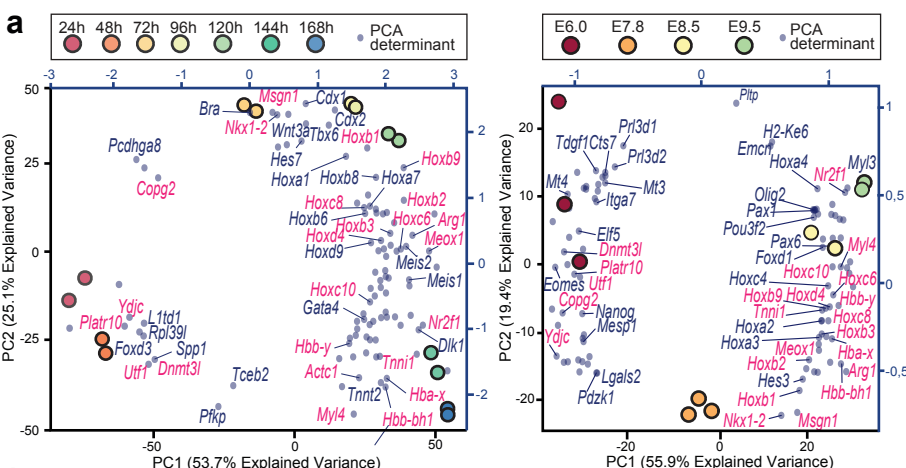 a
24h 48h 72h 96h 120h 144h 168h
PCA
determinant
-3 -2 -1 0 1 2 3
50
25
0
-25
-50
2
1
0
-1
-2
-50 0 50
PC2 (25.1% Explained Variance)
PC1 (53.7% Explained Variance)
Msgn1
Cdx1
Bra
Nkx1-2
Wnt3a
Tbx6
Cdx2
Hoxb1
Pcdhga8
Hes7
Hoxb9
Copg2
Hoxa1
Hoxb8
Hoxa7
Hoxc8
Hoxb2
Hoxb6
Hoxb3
Hoxc6
Arg1
Hoxd4
Meox1
Hoxd9
Meis2
Meis1
Hoxc10
Gata4
Ydjc
L1td1
Platr10
Rpl39l
Nr2f1
Foxd3
Spp1
Hbb-y
Dlk1
Utf1
Dnmt3l
Tnni1
Actc1
Tceb2
Tnnt2
Hba-x
Pfkp
Myl4
Hbb-bh1
E6.0 E7.8 E8.5 E9.5
PCA
determinant
-1 0 1
20
10
0
-10
-20
1
0,5
0
-0,5
-20 0 20
PC2 (19.4% Explained Variance)
PC1 (55.9% Explained Variance)
Pltp
Prl3d1
H2-Ke6
Tdgf1
Cts7
Emcn
Prl3d2
Hoxa4
Myl3
Mt4
Mt3
Nr2f1
Itga7
Olig2
Pax1
Pou3f2
Elf5
Pax6
Myl4
Dnmt3l
Foxd1
Platr10
Hoxc10
Eomes
Utf1
Hoxc4
Hoxc6
Copg2
Hoxb9
Hoxd4
Hbb-y
Nanog
Tnni1
Hoxc8
Mesp1
Hoxa2
Hoxb3
Ydjc
Hoxa3
Meox1
Hba-x
Hoxb2
Arg1
Lgals2
Hes3
Pdzk1
Hoxb1
Hbb-bh1
Nkx1-2
Msgn1